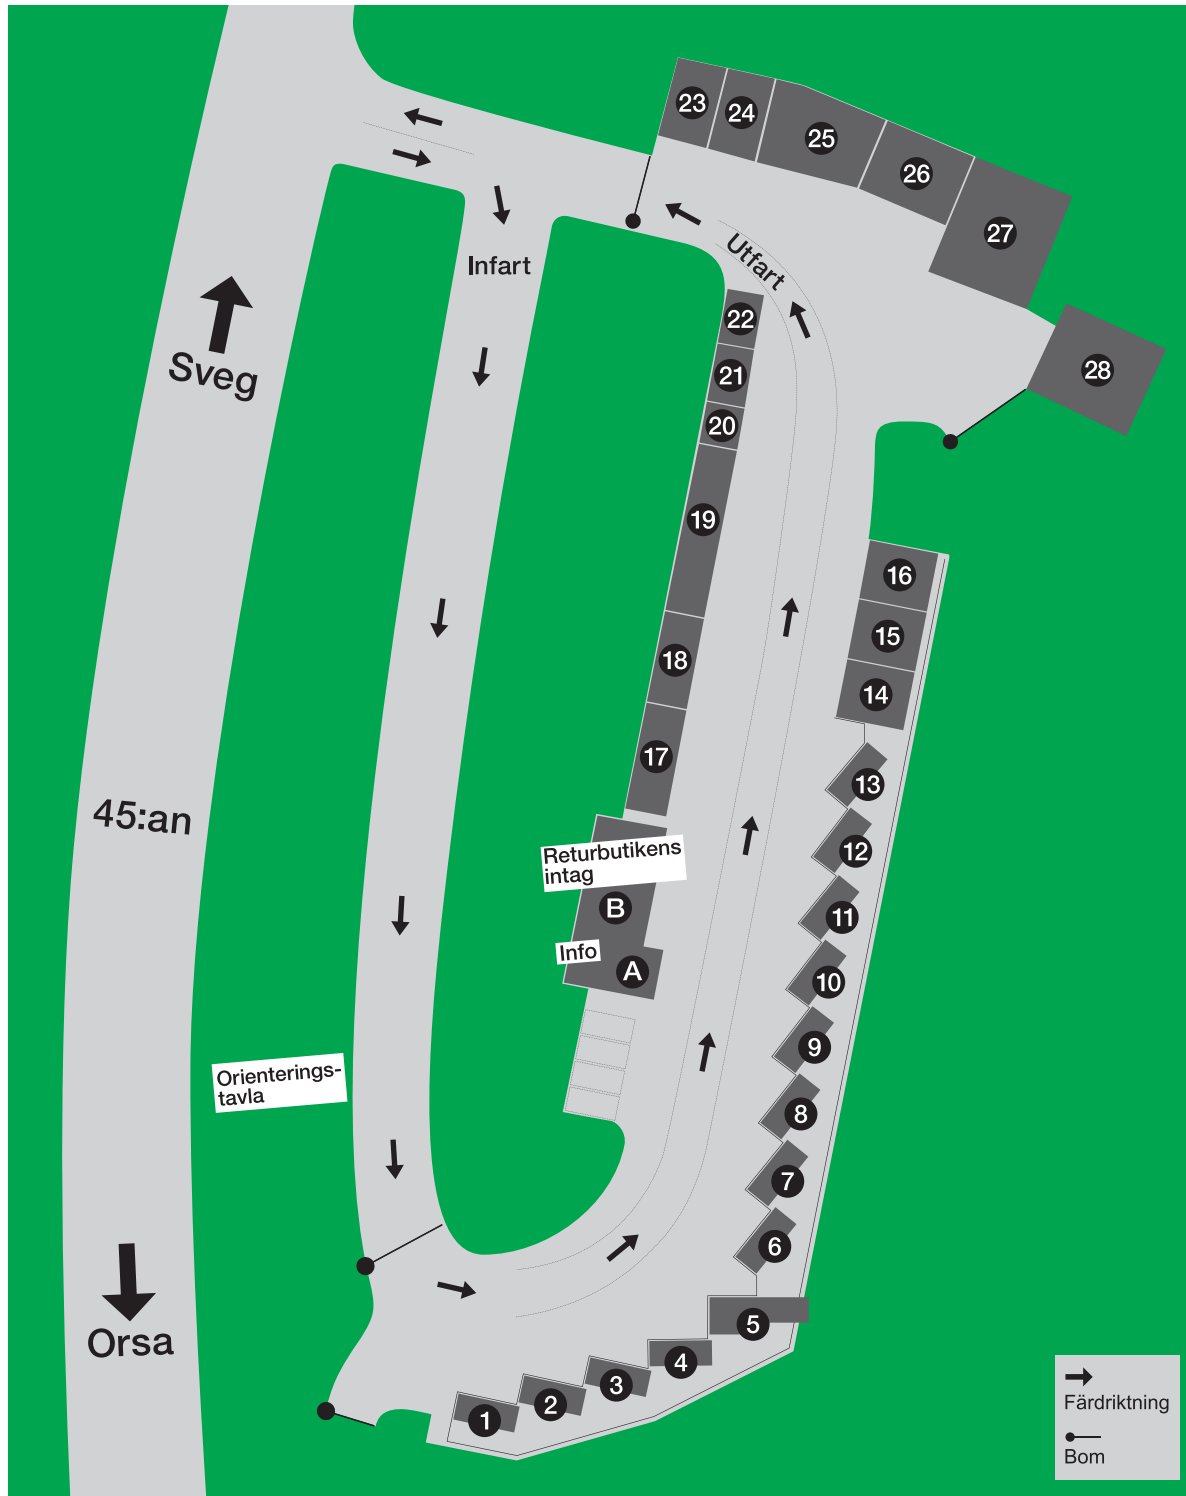 23
24
25
26
27
28
Utfart
Infart
Sveg
22
21
20
19
18
17
16
15
14
13
12
11
10
9
8
7
6
5
4
3
2
1
45:an
Returbutikens
intag
B
Info
A
Orienterings-
tavla
Orsa
Färdriktning
Bom